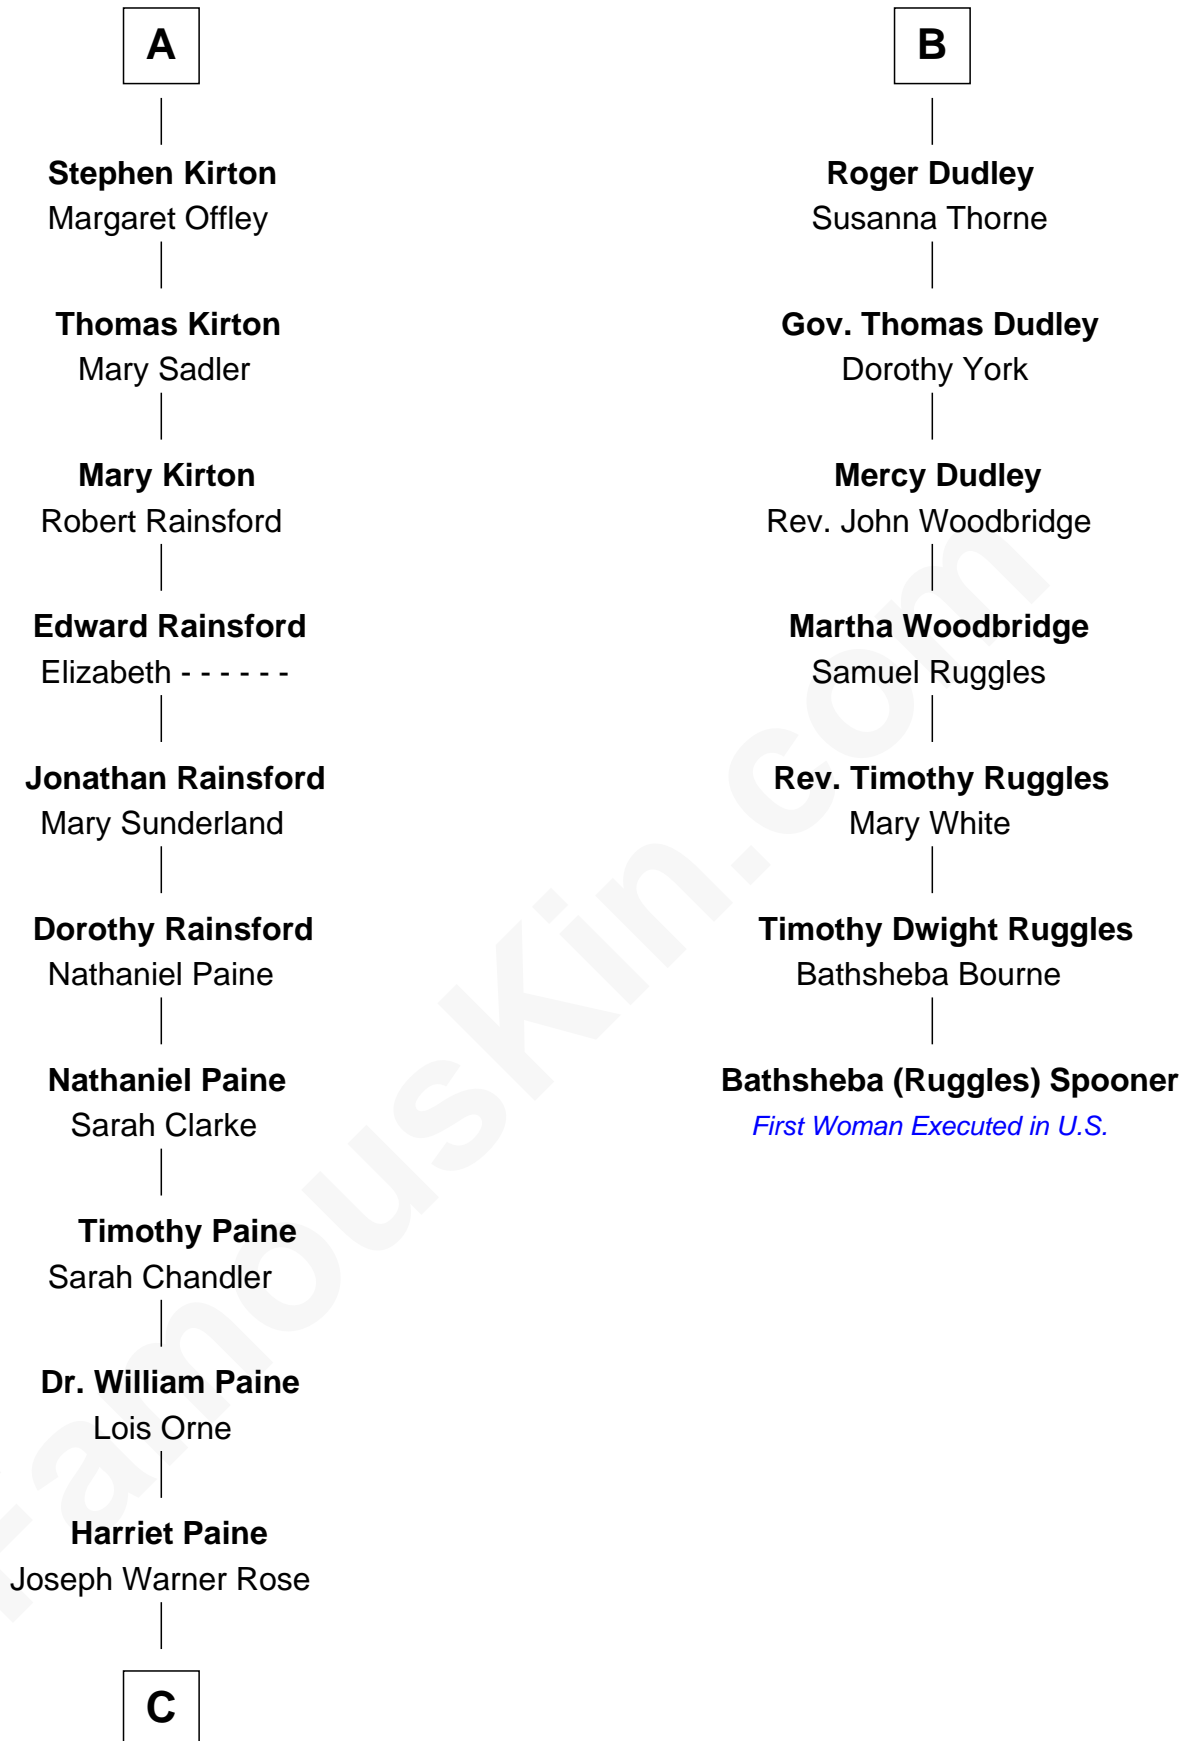 A
Stephen Kirton
Margaret Offley
Thomas Kirton
Mary Sadler
Mary Kirton
Robert Rainsford
Edward Rainsford
Elizabeth - - - - - -
Jonathan Rainsford
Mary Sunderland
Dorothy Rainsford
Nathaniel Paine
Nathaniel Paine
Sarah Clarke
Timothy Paine
Sarah Chandler
Dr. William Paine
Lois Orne
Harriet Paine
Joseph Warner Rose
C
B
Roger Dudley
Susanna Thorne
Gov. Thomas Dudley
Dorothy York
Mercy Dudley
Rev. John Woodbridge
Martha Woodbridge
Samuel Ruggles
Rev. Timothy Ruggles
Mary White
Timothy Dwight Ruggles
Bathsheba Bourne
Bathsheba (Ruggles) Spooner
First Woman Executed in U.S.
FamousKin.com